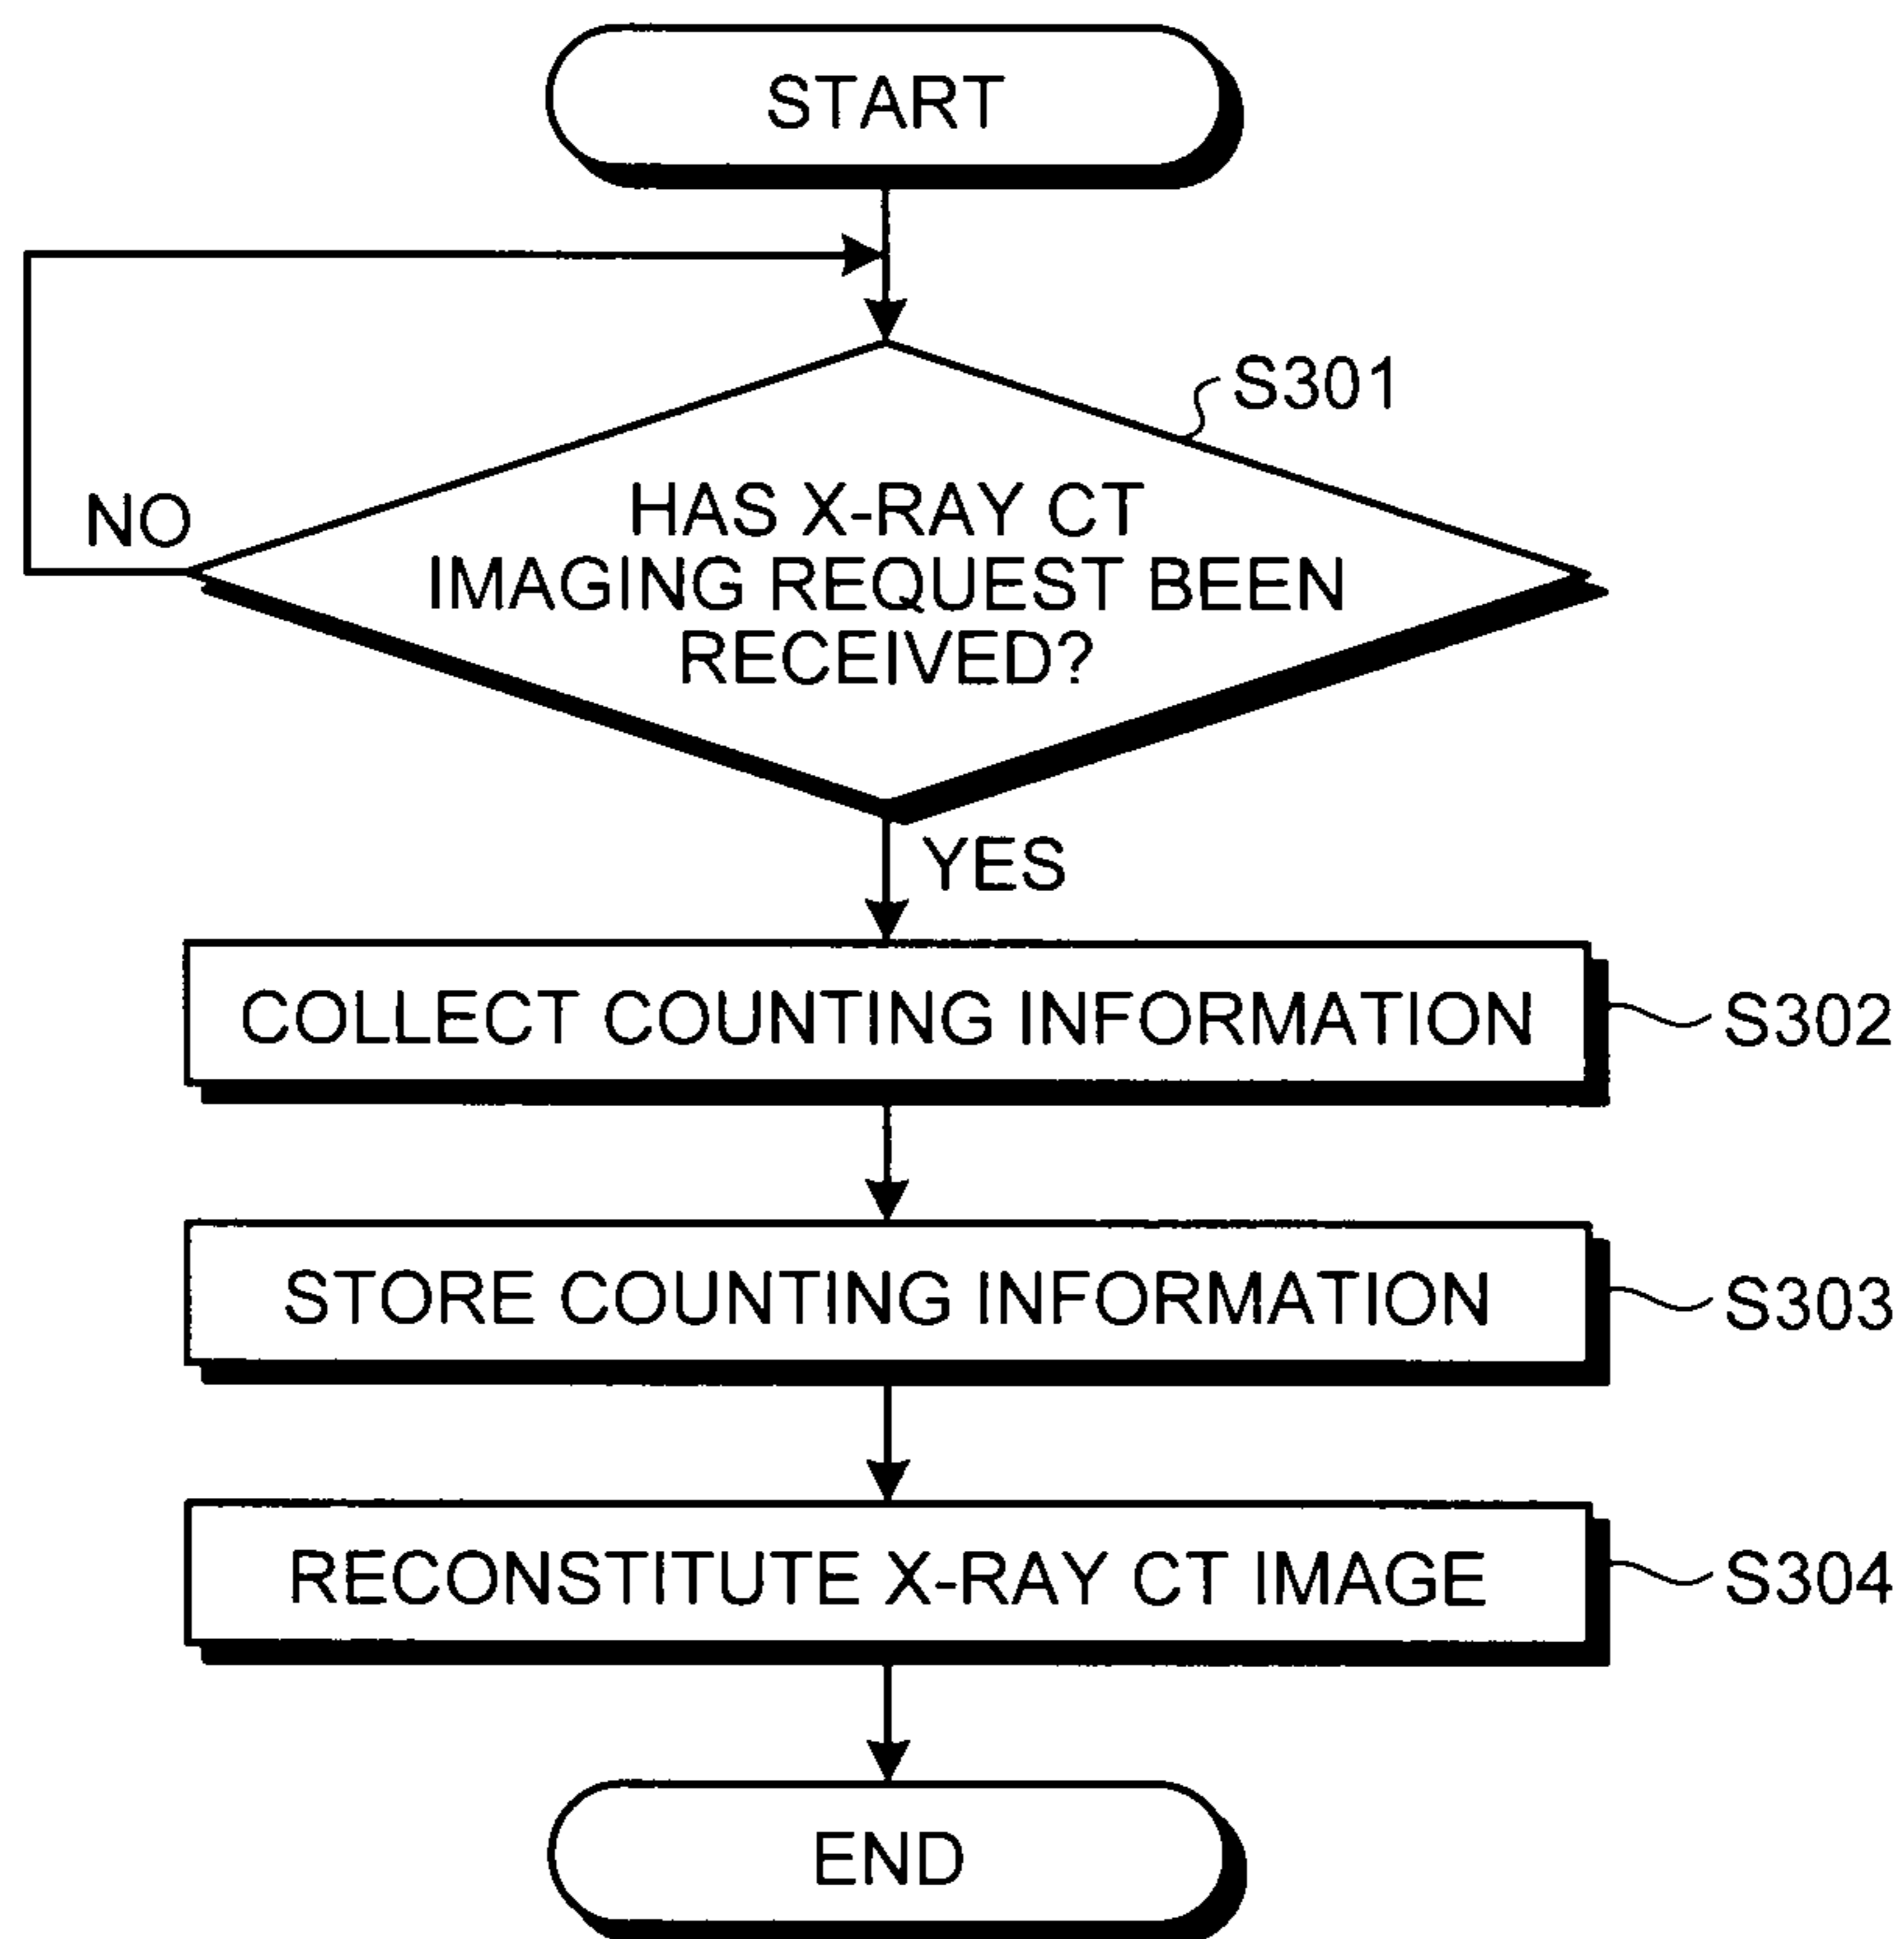 START
S301
NO
HAS X-RAY CT
IMAGING REQUEST BEEN
RECEIVED?
YES
COLLECT COUNTING INFORMATION
S302
STORE COUNTING INFORMATION
S303
RECONSTITUTE X-RAY CT IMAGE
S304
END